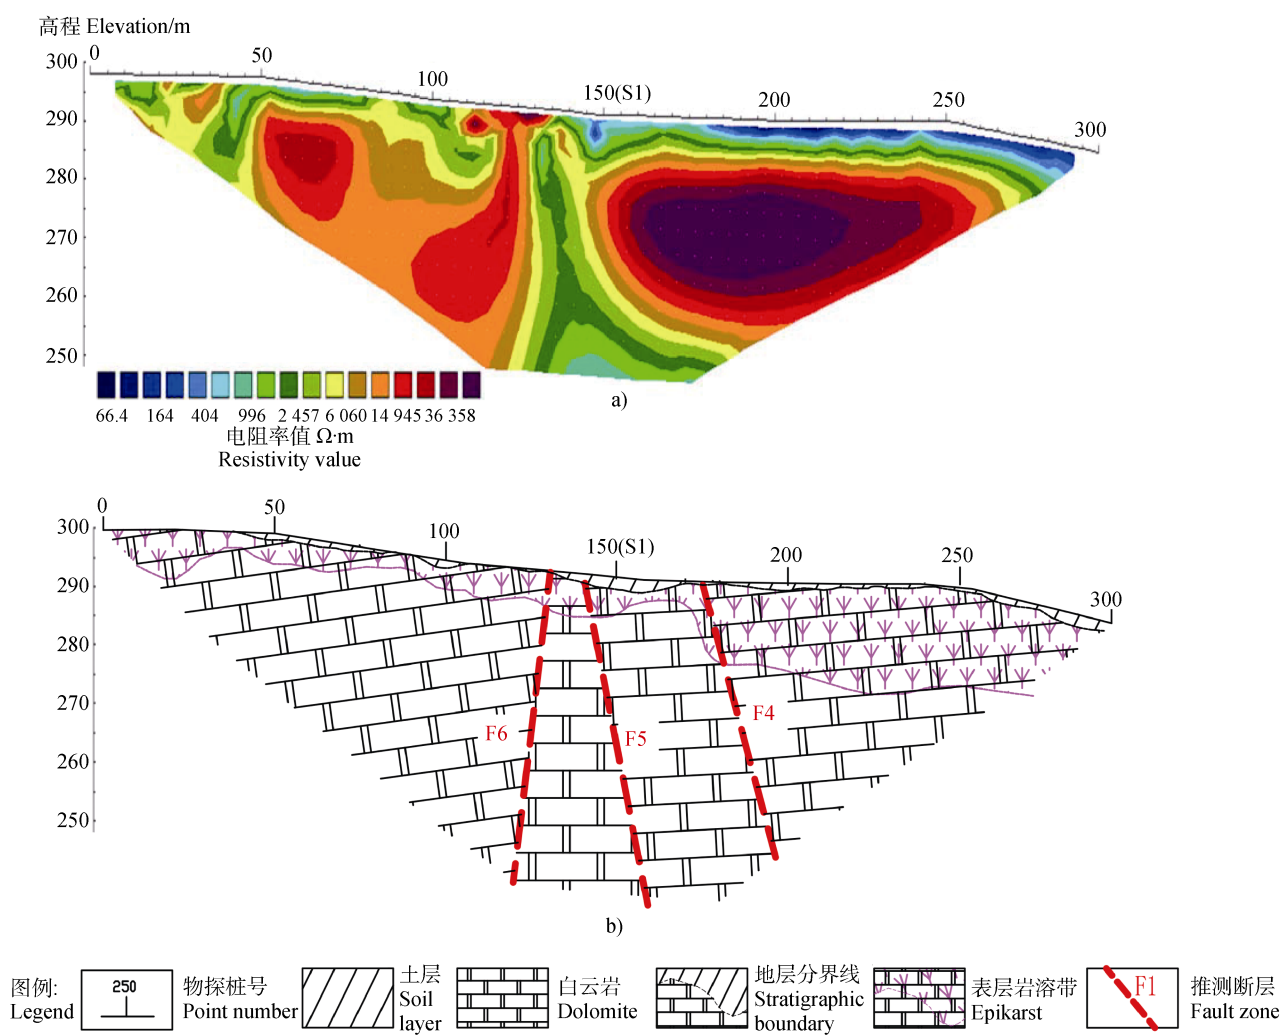 高程 Elevation/m
0
50
100
150(S1)
200
250
300
300
290
280
270
260
250
66.4 164 404 996 2 457 6 060 14 945 36 358
电阻率值 Ω·m
Resistivity value
a)
0
50
100
150(S1)
200
250
300
300
290
280
270
260
250
F6
F5
F4
b)
图例:
Legend
250
物探桩号
Point number
土层
Soil
layer
白云岩
Dolomite
地层分界线
Stratigraphic
boundary
表层岩溶带
Epikarst
F1
推测断层
Fault zone